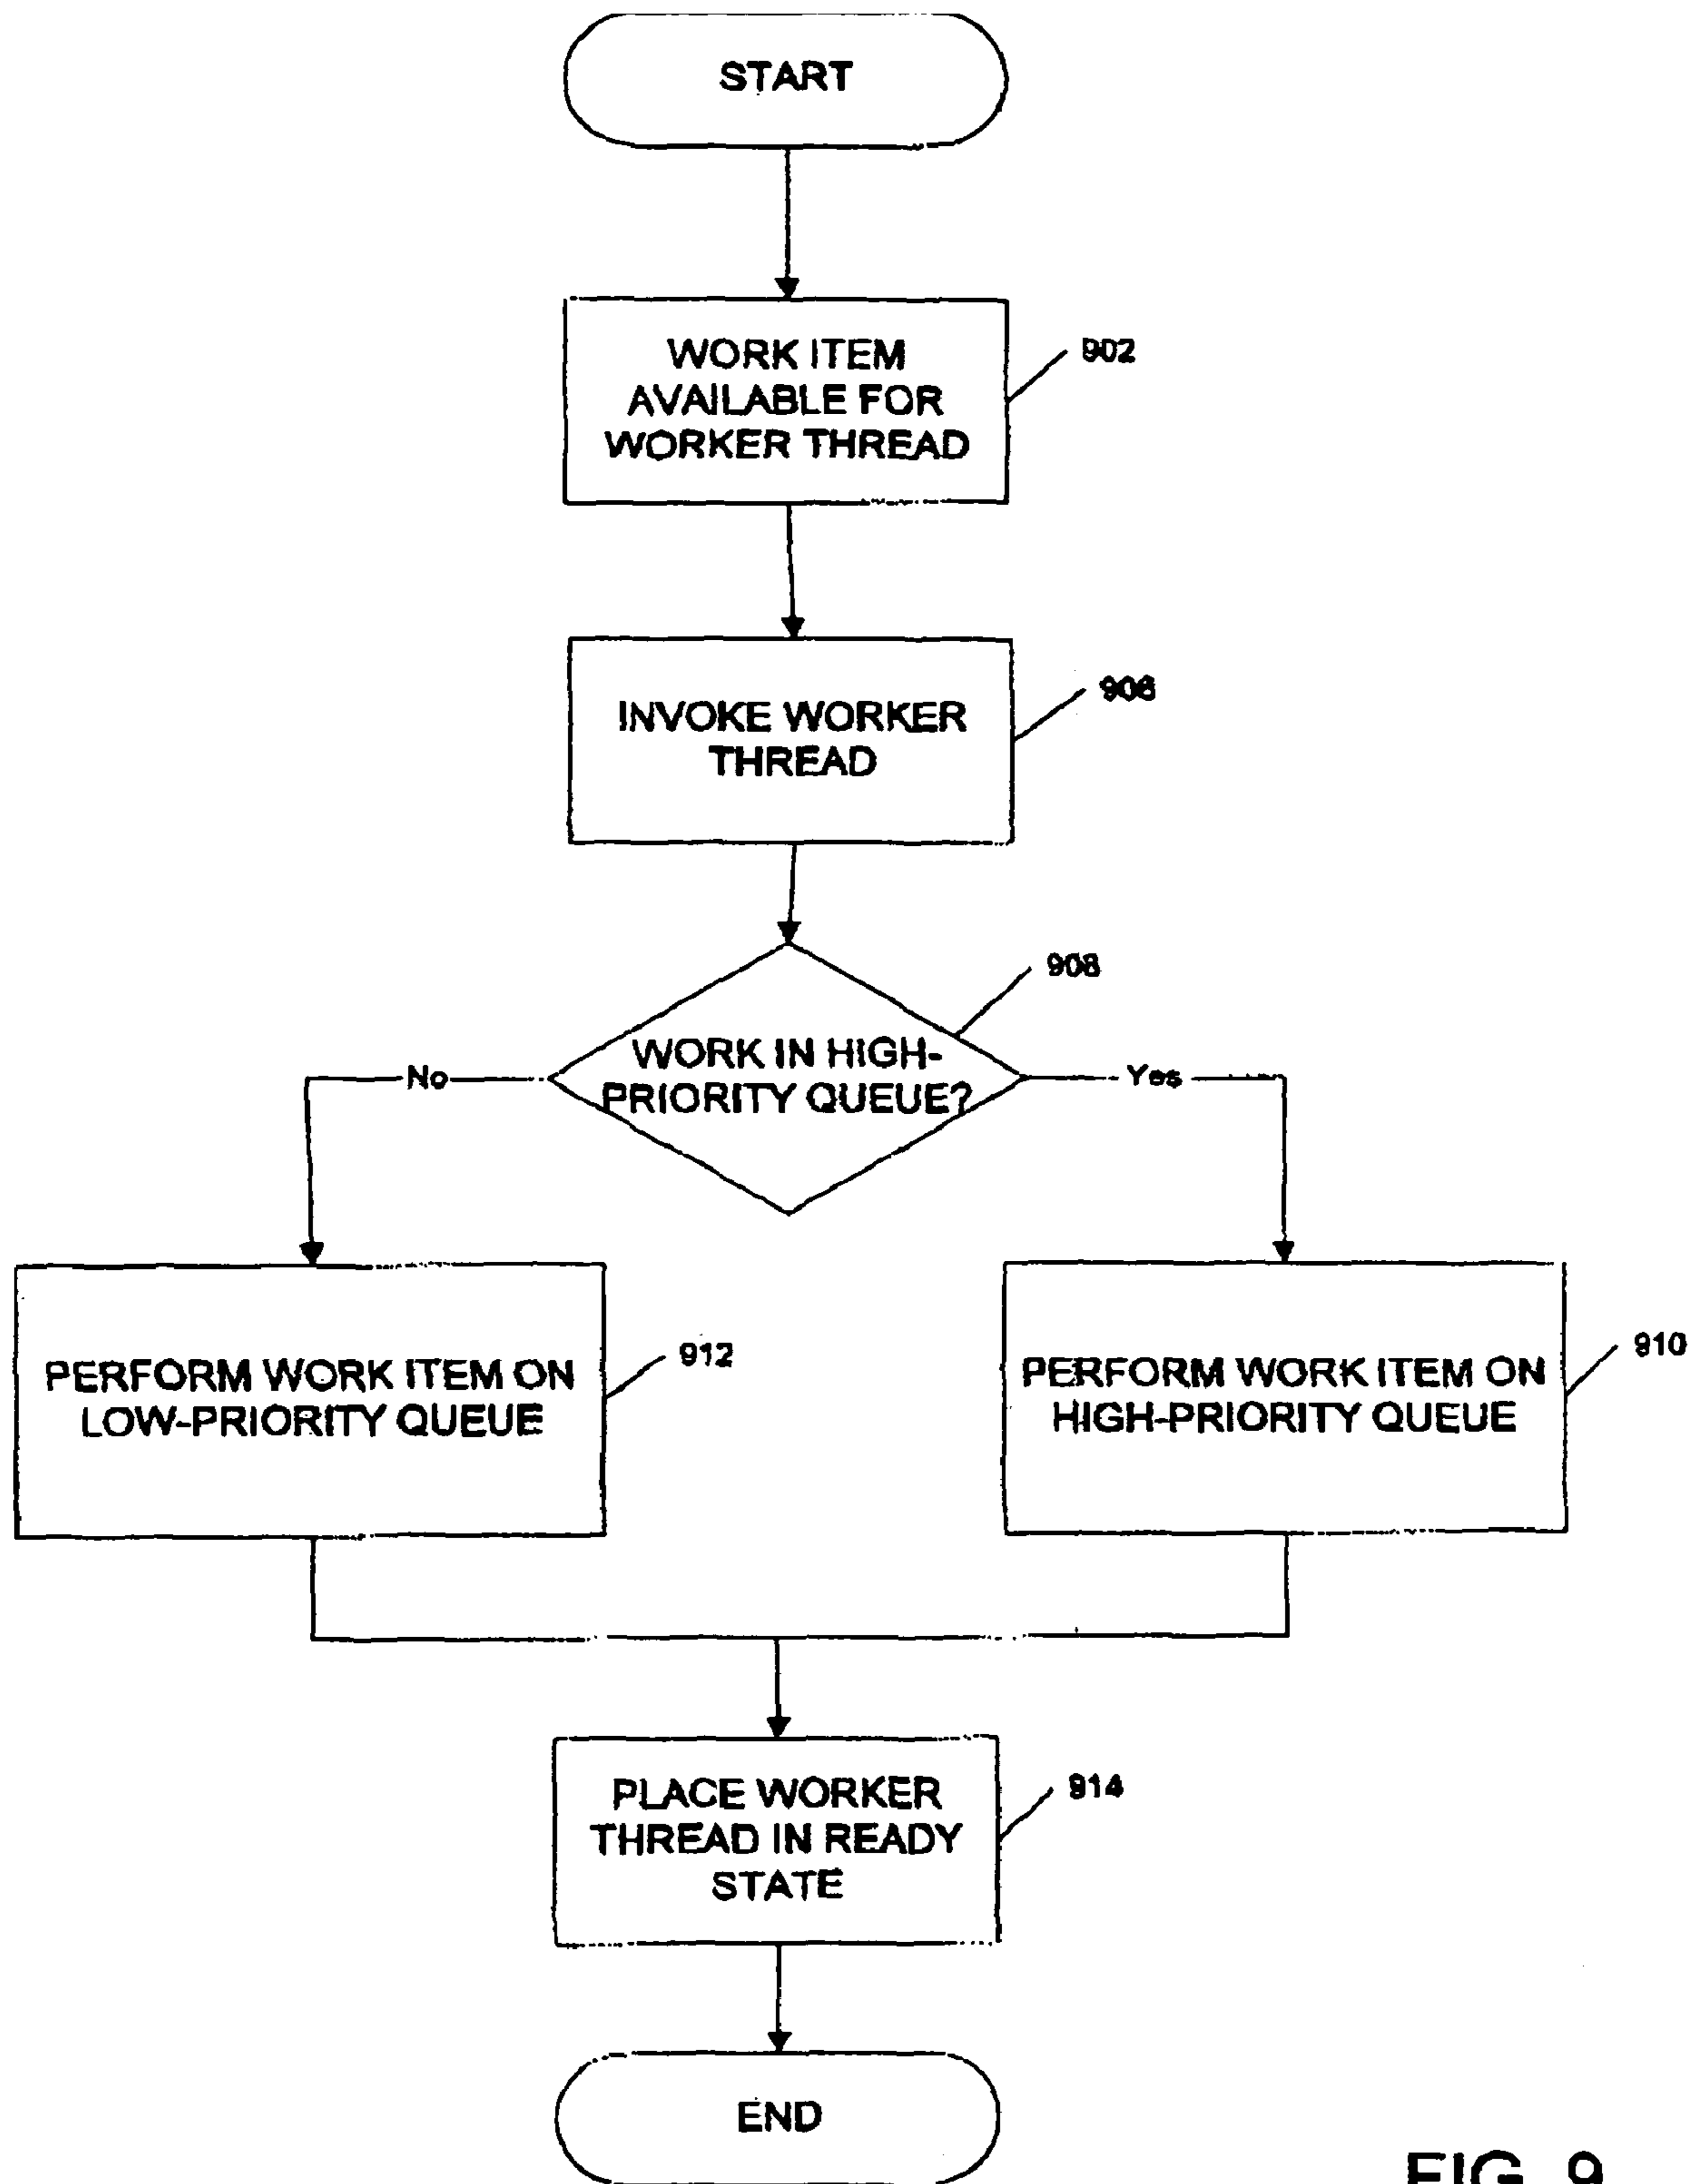 START
WORK ITEM
AVAILABLE FOR
WORKER THREAD
902
INVOKE WORKER
THREAD
906
WORK IN HIGH-
PRIORITY QUEUE?
908
No
Yes
PERFORM WORK ITEM ON
LOW-PRIORITY QUEUE
912
PERFORM WORK ITEM ON
HIGH-PRIORITY QUEUE
910
PLACE WORKER
THREAD IN READY
STATE
914
END
FIG. 9